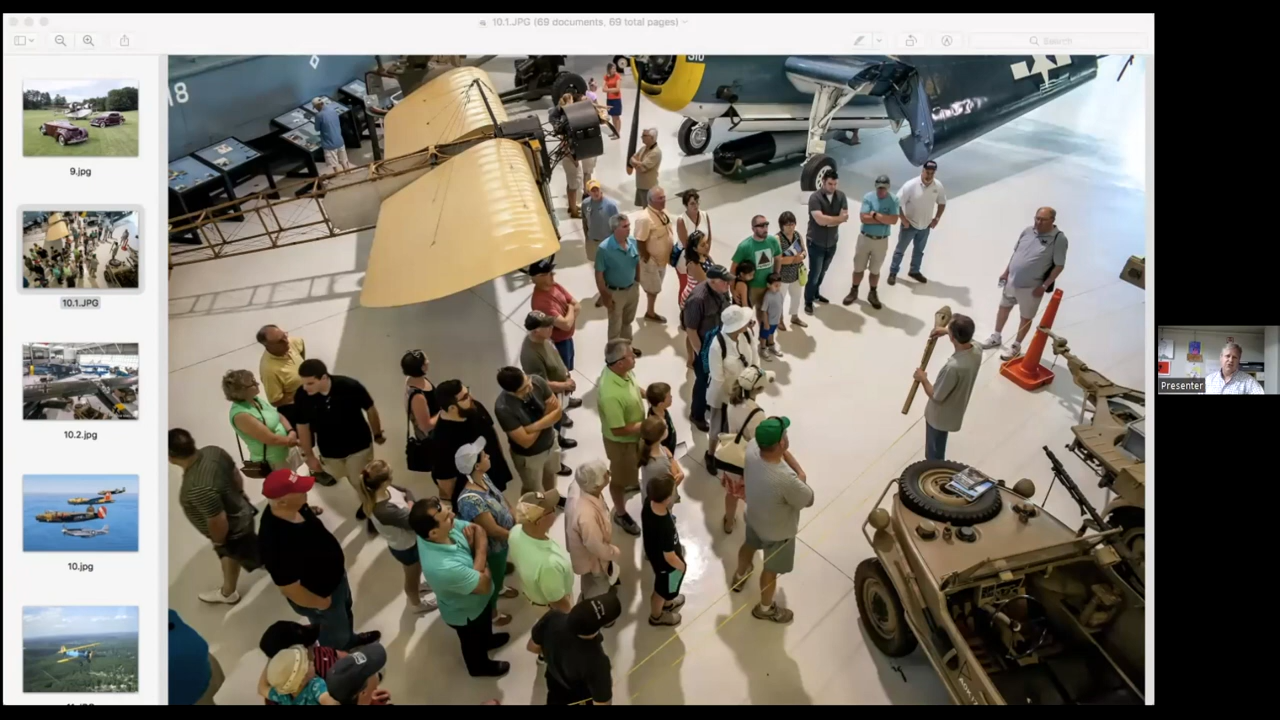 10.1.JPG (69 documents, 69 total pages)
Search
9.jpg
10.1.JPG
10.2.jpg
10.jpg
Presenter